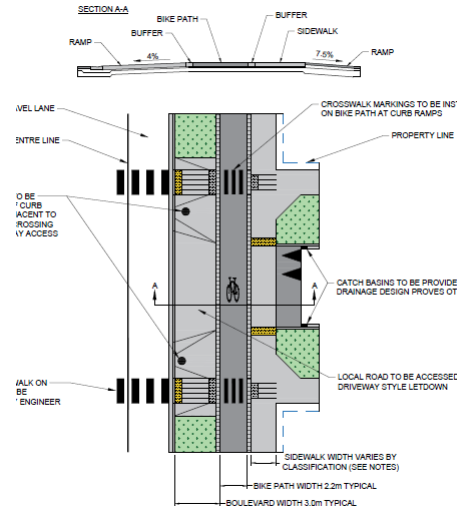 SECTION A-A
BIKE PATH
BUFFER
BUFFER
SIDEWALK
RAMP
4%
7.5%
RAMP
AVEL LANE
CROSSWALK MARKINGS TO BE INS
ON BIKE PATH AT CURB RAMPS
ENTRE LINE
PROPERTY LINE
TO BE
CURB
ACENT TO
ROSSING
AY ACCESS
A
A
CATCH BASINS TO BE PROVIDE
DRAINAGE DESIGN PROVES OT
ALK ON
BE
ENGINEER
LOCAL ROAD TO BE ACCESSED
DRIVEWAY STYLE LETDOWN
SIDEWALK WIDTH VARIES BY
CLASSIFICATION (SEE NOTES)
BIKE PATH WIDTH 2.2m TYPICAL
BOULEVARD WIDTH 3.0m TYPICAL